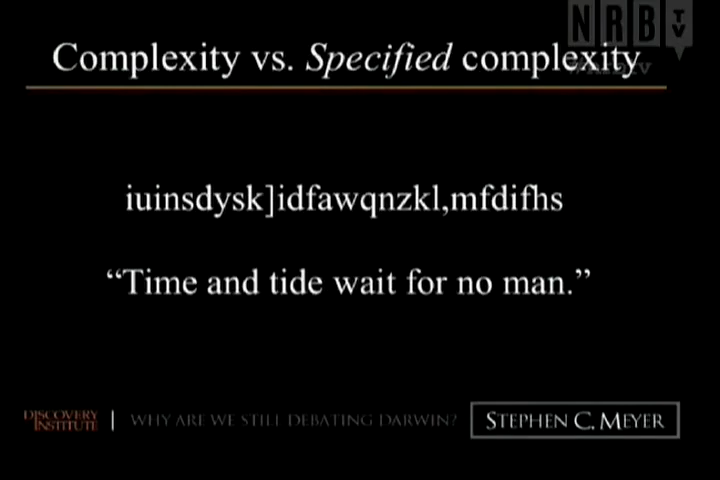 NRB TV
Complexity vs. Specified complexity
iuinsdysk]idfawqnzkl,mfdifhs
“Time and tide wait for no man.”
DISCOVERY
INSTITUTE
WHY ARE WE STILL DEBATING DARWIN?
STEPHEN C. MEYER